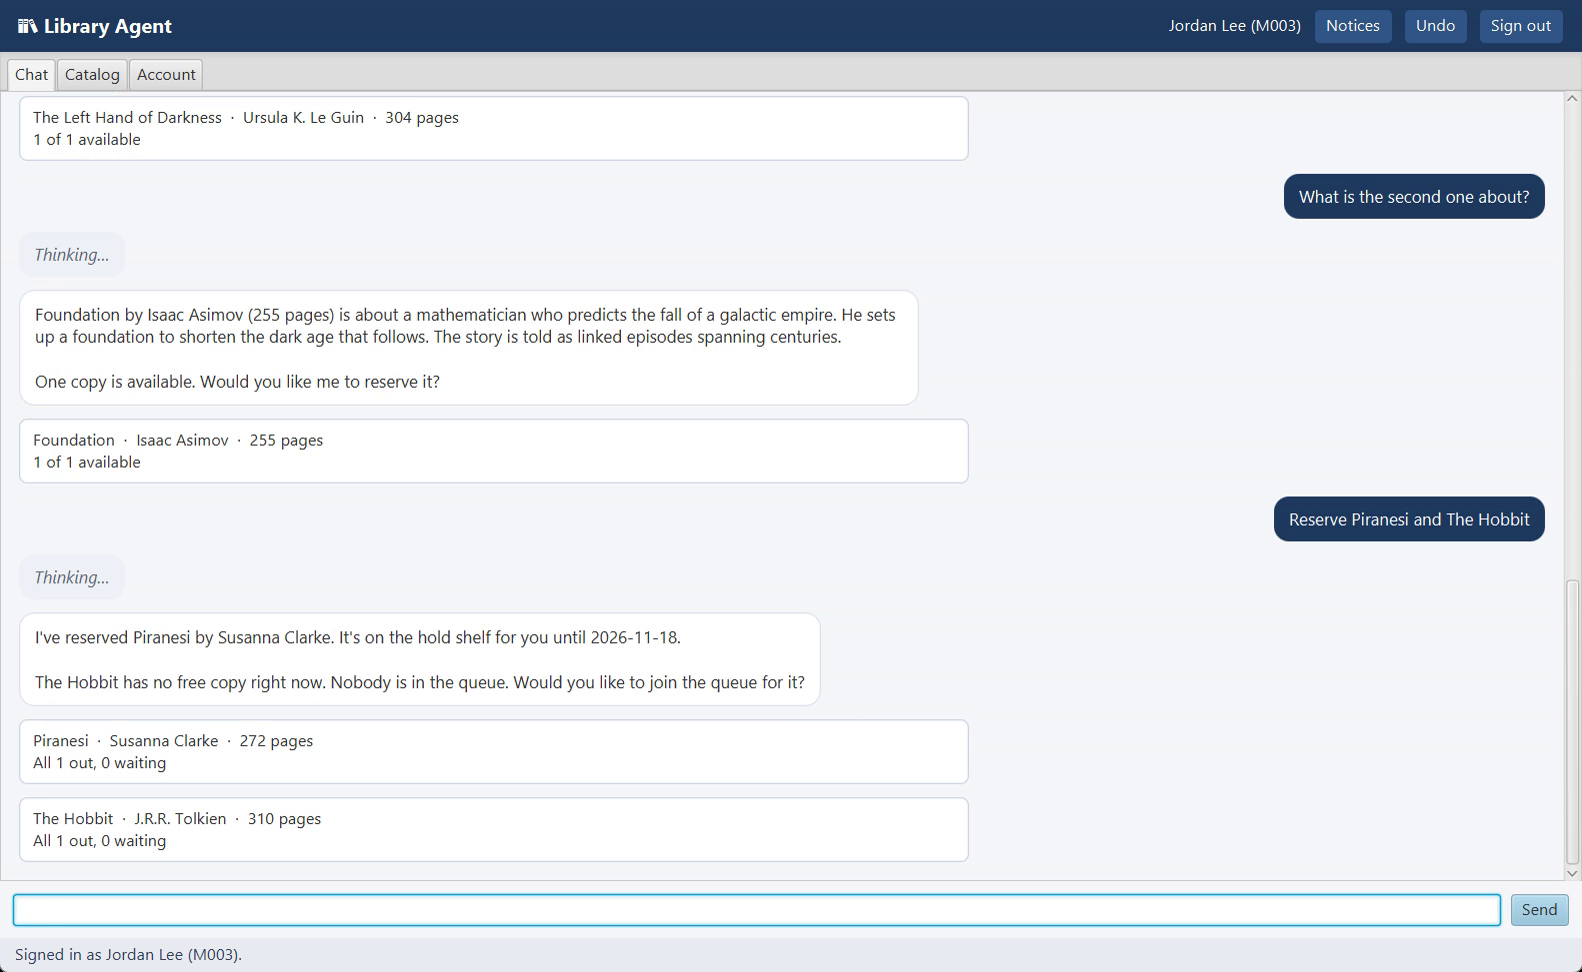 Library Agent
Jordan Lee (M003) Notices Undo Sign out
Chat Catalog Account
The Left Hand of Darkness · Ursula K. Le Guin · 304 pages
1 of 1 available
What is the second one about?
Thinking...
Foundation by Isaac Asimov (255 pages) is about a mathematician who predicts the fall of a galactic empire. He sets
up a foundation to shorten the dark age that follows. The story is told as linked episodes spanning centuries.
One copy is available. Would you like me to reserve it?
Foundation · Isaac Asimov · 255 pages
1 of 1 available
Reserve Piranesi and The Hobbit
Thinking...
I've reserved Piranesi by Susanna Clarke. It's on the hold shelf for you until 2026-11-18.
The Hobbit has no free copy right now. Nobody is in the queue. Would you like to join the queue for it?
Piranesi · Susanna Clarke · 272 pages
All 1 out, 0 waiting
The Hobbit · J.R.R. Tolkien · 310 pages
All 1 out, 0 waiting
Send
Signed in as Jordan Lee (M003).